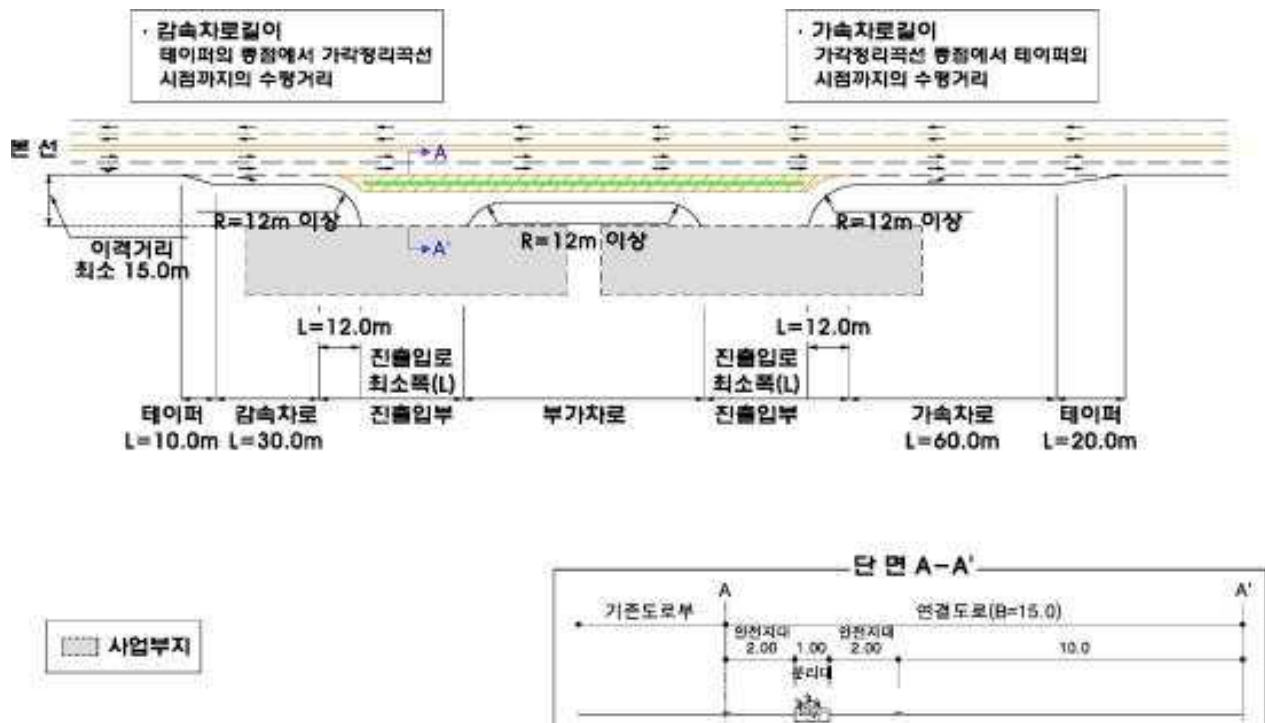 · 감속차로길이
테이퍼의 종점에서 가각정리곡선
시점까지의 수평거리
· 가속차로길이
가각정리곡선 종점에서 테이퍼의
시점까지의 수평거리
본 선
A
R=12m 이상
R=12m 이상
R=12m 이상
A'
이격거리
최소 15.0m
L=12.0m
L=12.0m
진출입로
최소폭(L)
진출입로
최소폭(L)
테이퍼
L=10.0m
감속차로
L=30.0m
진출입부
부가차로
진출입부
가속차로
L=60.0m
테이퍼
L=20.0m
단 면 A-A'
A
A'
기존도로부
연결도로(B=15.0)
안전지대
2.00
1.00
안전지대
2.00
10.0
분리대
사업부지